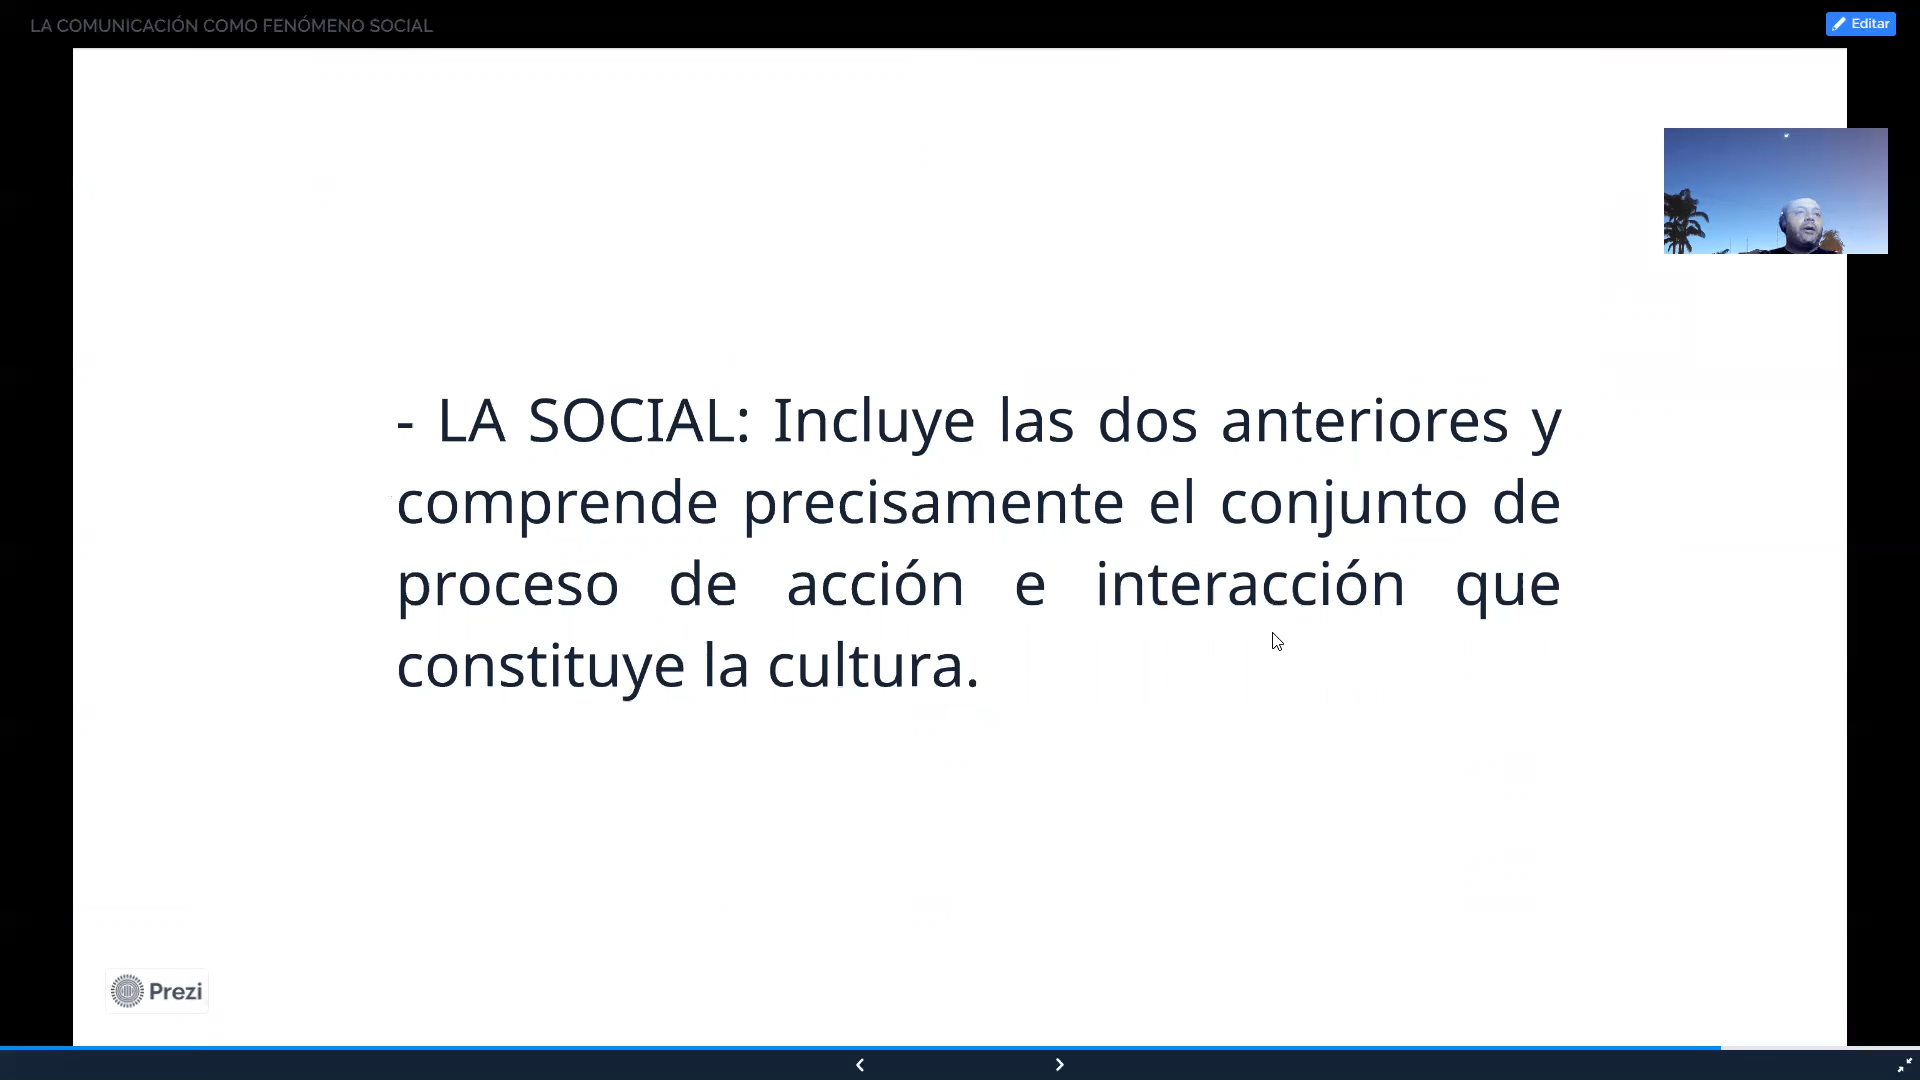 LA COMUNICACIÓN COMO FENÓMENO SOCIAL
Editar
- LA SOCIAL: Incluye las dos anteriores y
comprende precisamente el conjunto de
proceso de acción e interacción que
constituye la cultura.
Prezi